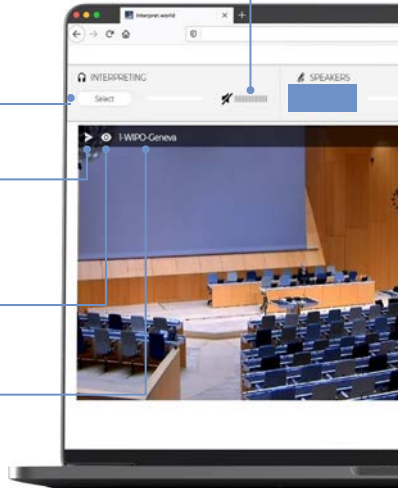 Interpret.world
INTERPRETING
SPEAKERS
Select
1-WIPO-Geneva